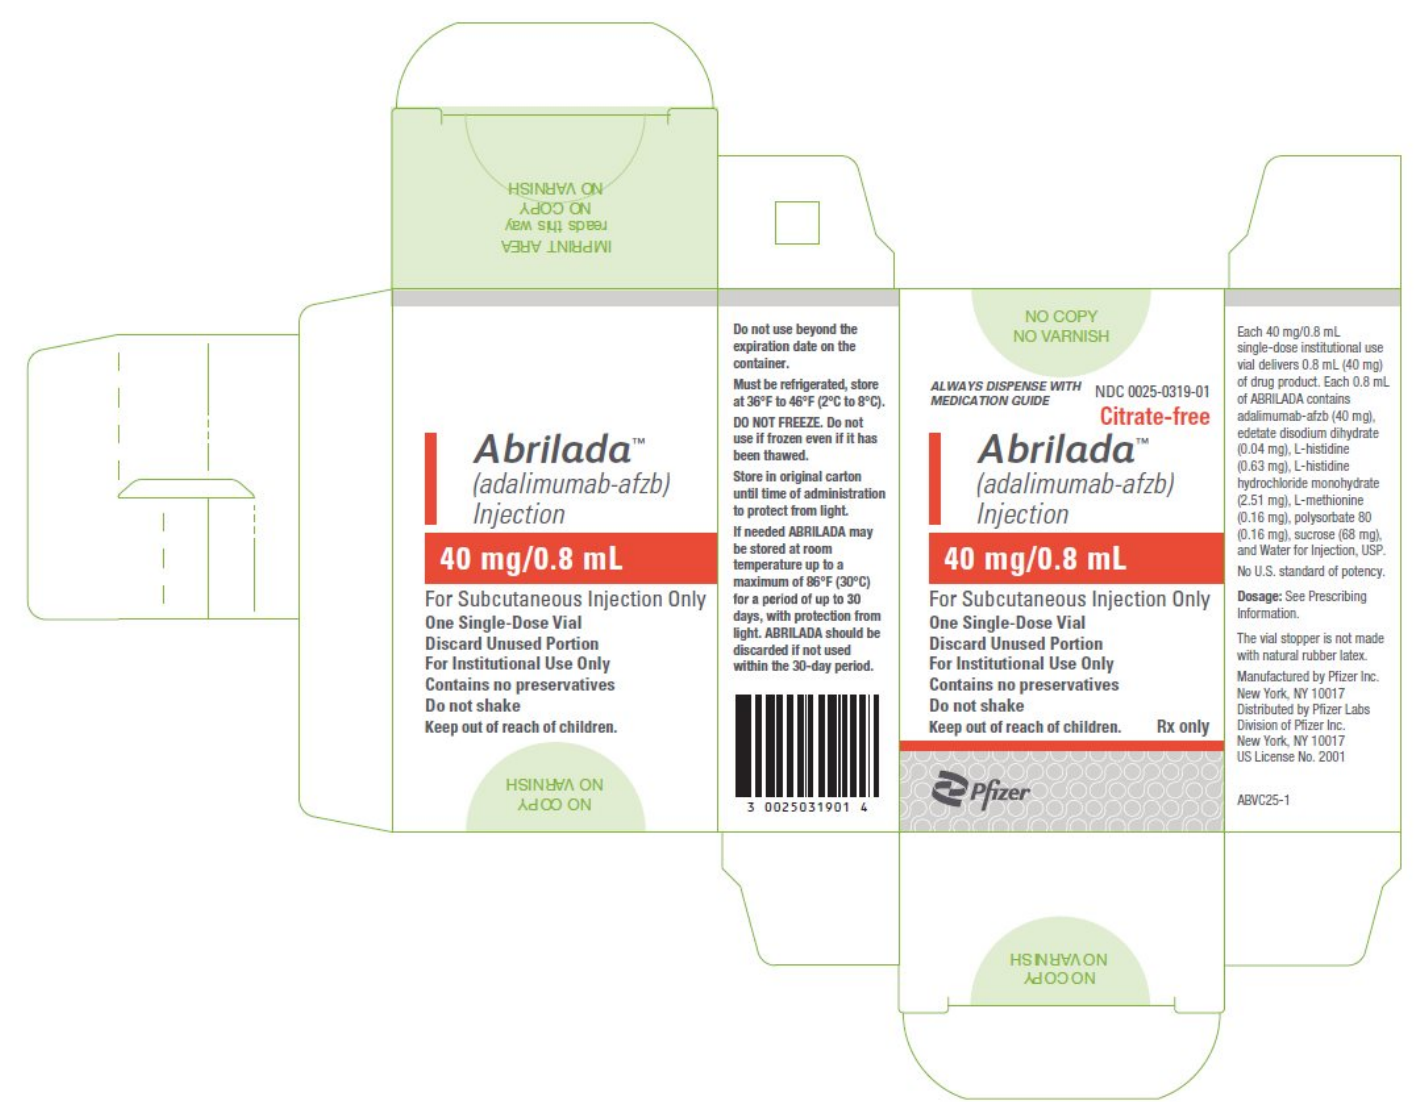 NO VARNISH
NO COPY
reads this way
IMPRINT AREA
Abrilada™
(adalimumab-afzb)
Injection
40 mg/0.8 mL
For Subcutaneous Injection Only
One Single-Dose Vial
Discard Unused Portion
For Institutional Use Only
Contains no preservatives
Do not shake
Keep out of reach of children.
NO VARNISH
NO COPY
Do not use beyond the
expiration date on the
container.
Must be refrigerated, store
at 36°F to 46°F (2°C to 8°C).
DO NOT FREEZE. Do not
use if frozen even if it has
been thawed.
Store in original carton
until time of administration
to protect from light.
If needed ABRILADA may
be stored at room
temperature up to a
maximum of 86°F (30°C)
for a period of up to 30
days, with protection from
light. ABRILADA should be
discarded if not used
within the 30-day period.
3 0025031901 4
NO COPY
NO VARNISH
ALWAYS DISPENSE WITH
MEDICATION GUIDE
NDC 0025-0319-01
Citrate-free
Abrilada™
(adalimumab-afzb)
Injection
40 mg/0.8 mL
For Subcutaneous Injection Only
One Single-Dose Vial
Discard Unused Portion
For Institutional Use Only
Contains no preservatives
Do not shake
Keep out of reach of children. Rx only
Pfizer
NO VARNISH
NO COPY
Each 40 mg/0.8 mL
single-dose institutional use
vial delivers 0.8 mL (40 mg)
of drug product. Each 0.8 mL
of ABRILADA contains
adalimumab-afzb (40 mg),
edetate disodium dihydrate
(0.04 mg), L-histidine
(0.63 mg), L-histidine
hydrochloride monohydrate
(2.51 mg), L-methionine
(0.16 mg), polysorbate 80
(0.16 mg), sucrose (68 mg),
and Water for Injection, USP.
No U.S. standard of potency.
Dosage: See Prescribing
Information.
The vial stopper is not made
with natural rubber latex.
Manufactured by Pfizer Inc.
New York, NY 10017
Distributed by Pfizer Labs
Division of Pfizer Inc.
New York, NY 10017
US License No. 2001
ABVC25-1